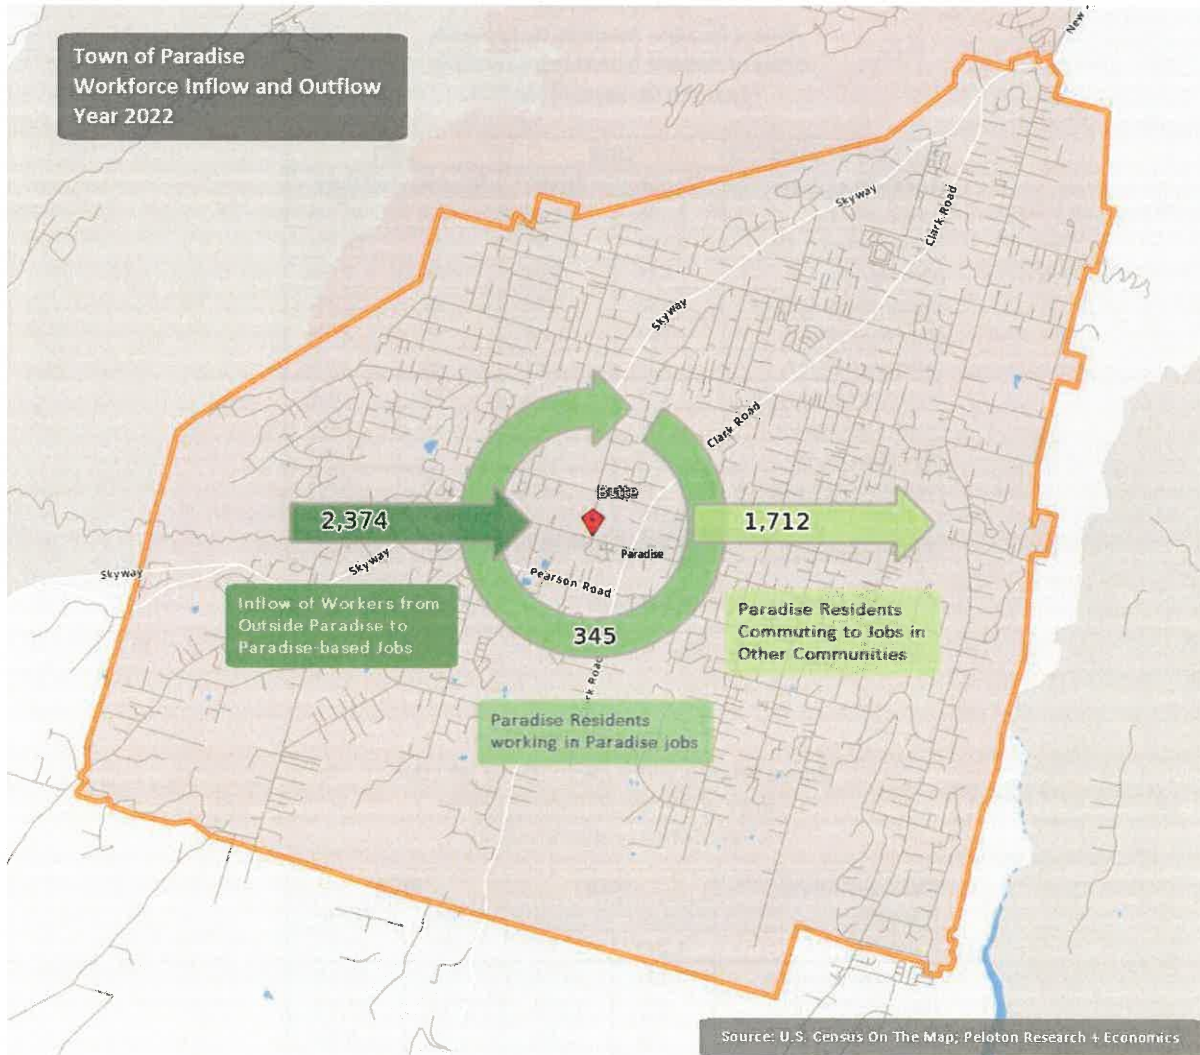 Town of Paradise
Workforce Inflow and Outflow
Year 2022
New
Skyway
Clark Road
Skyway
Clark Road
Butte
2,374
1,712
Paradise
Skyway
Skyway
Pearson Road
Inflow of Workers from
Outside Paradise to
Paradise-based Jobs
Paradise Residents
Commuting to Jobs in
Other Communities
345
rk Road
Paradise Residents
working in Paradise jobs
Source: U.S. Census On The Map; Peloton Research + Economics